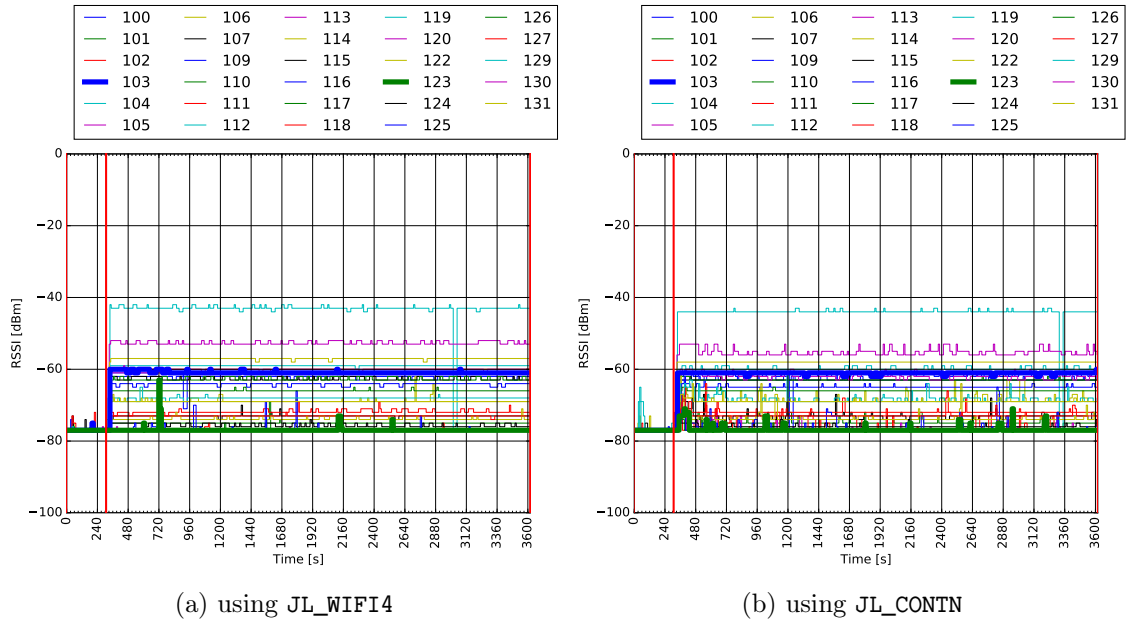 100 106 113 119 126
101 107 114 120 127
102 109 115 122 129
103 110 116 123 130
104 111 117 124 131
105 112 118 125
100 106 113 119 126
101 107 114 120 127
102 109 115 122 129
103 110 116 123 130
104 111 117 124 131
105 112 118 125
0
−20
−40
−60
−80
−100
RSSI [dBm]
0 240 480 720 960 1200 1440 1680 1920 2160 2400 2640 2880 3120 3360 3600
Time [s]
0
−20
−40
−60
−80
−100
RSSI [dBm]
0 240 480 720 960 1200 1440 1680 1920 2160 2400 2640 2880 3120 3360 3600
Time [s]
(a) using JL_WIFI4
(b) using JL_CONTN